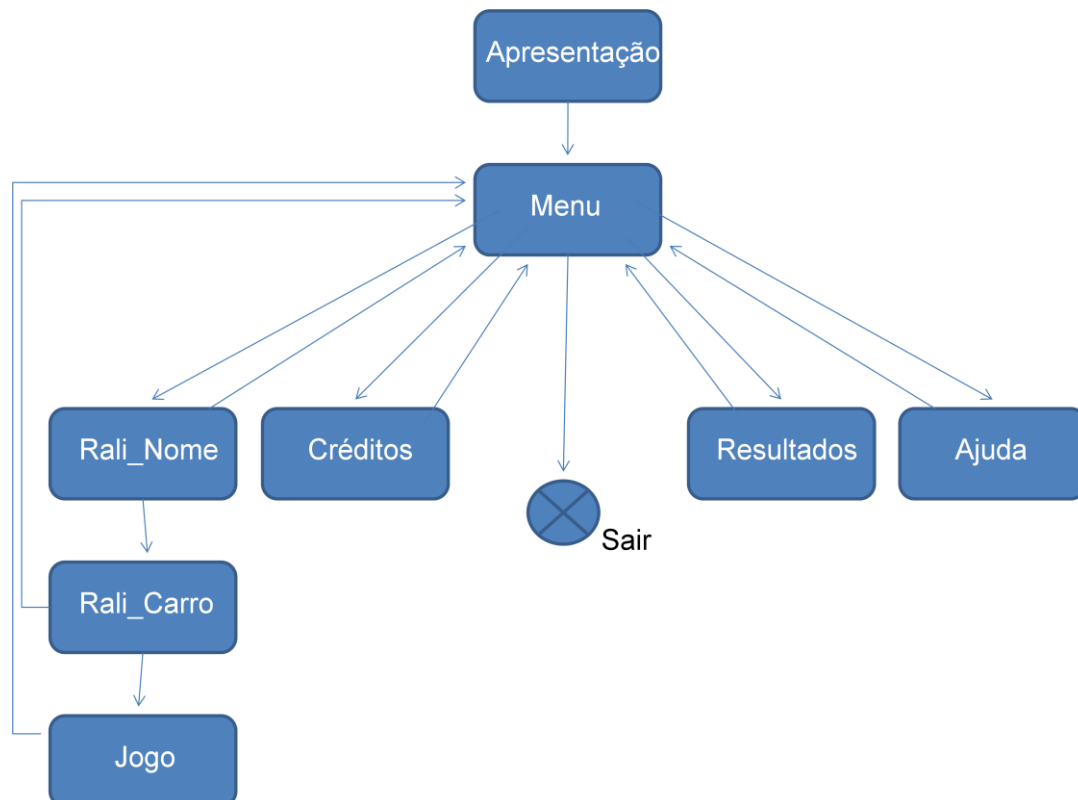 Apresentação
Menu
Rali_Nome
Créditos
Resultados
Ajuda
Sair
Rali_Carro
Jogo